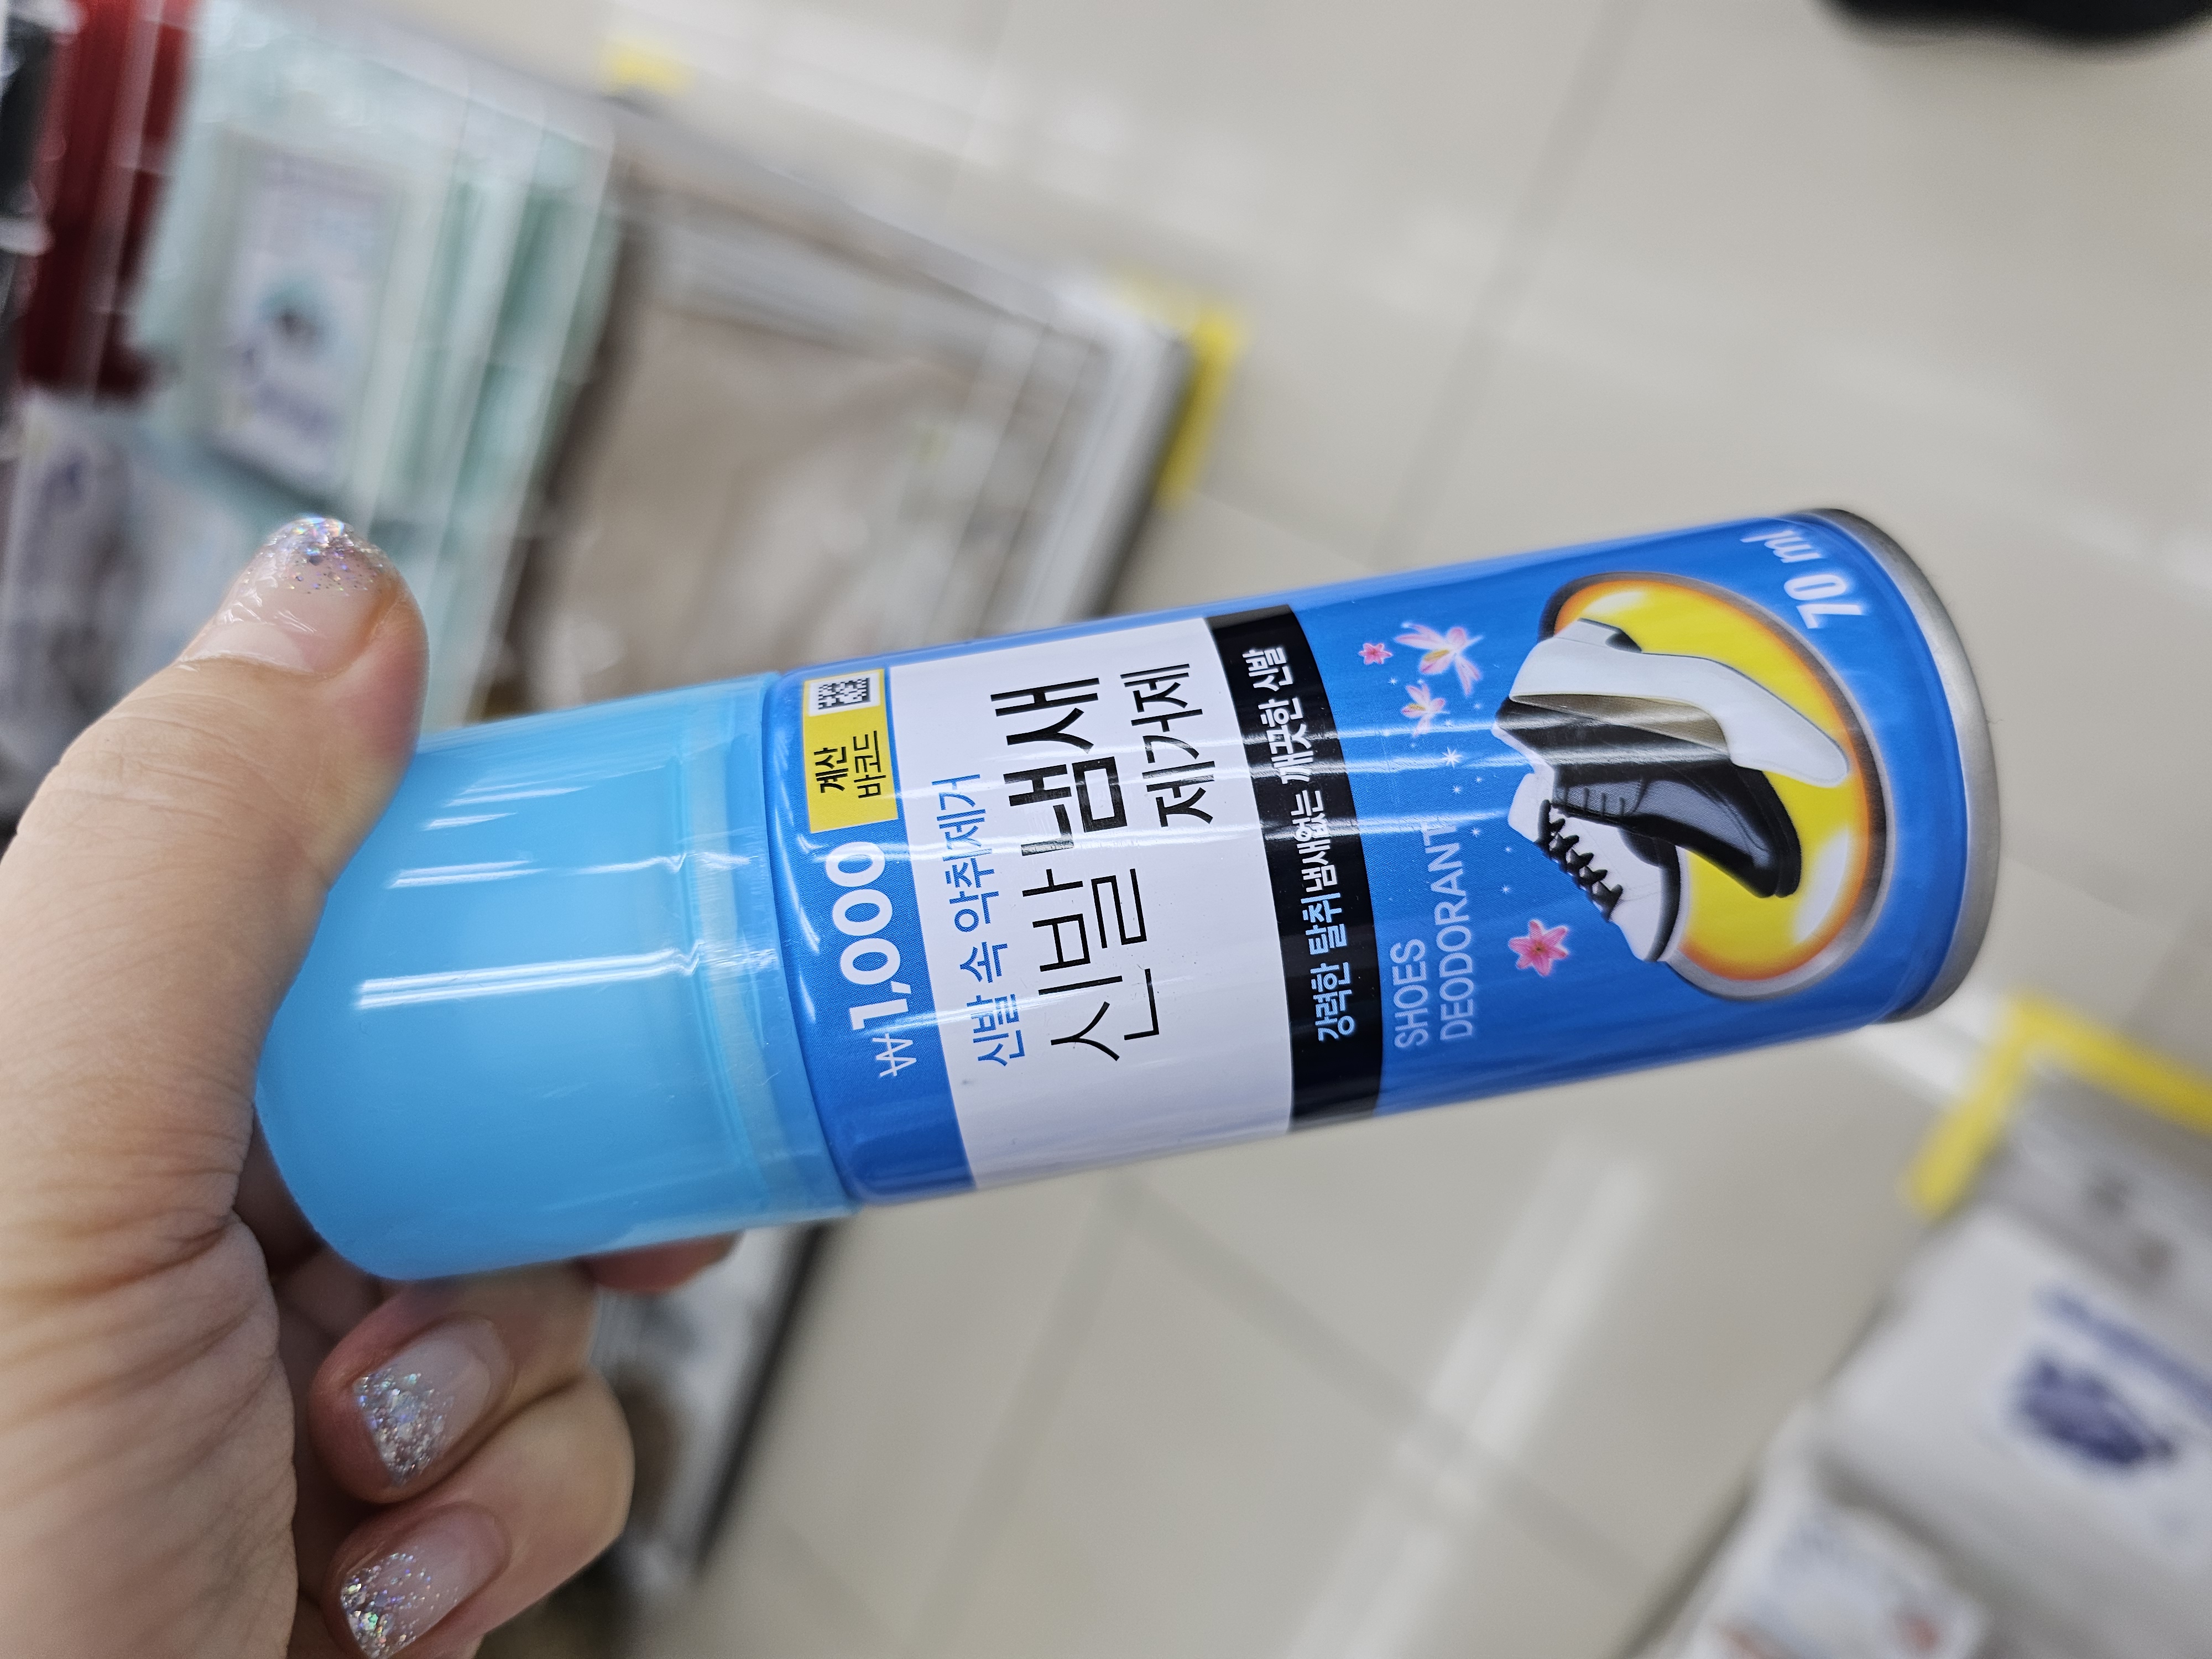 ₩1,000
계산
바코드
신발 속 악취제거
신발 냄새
제거제
강력한 탈취 냄새없는 깨끗한 신발
SHOES
DEODORANT
70 ml